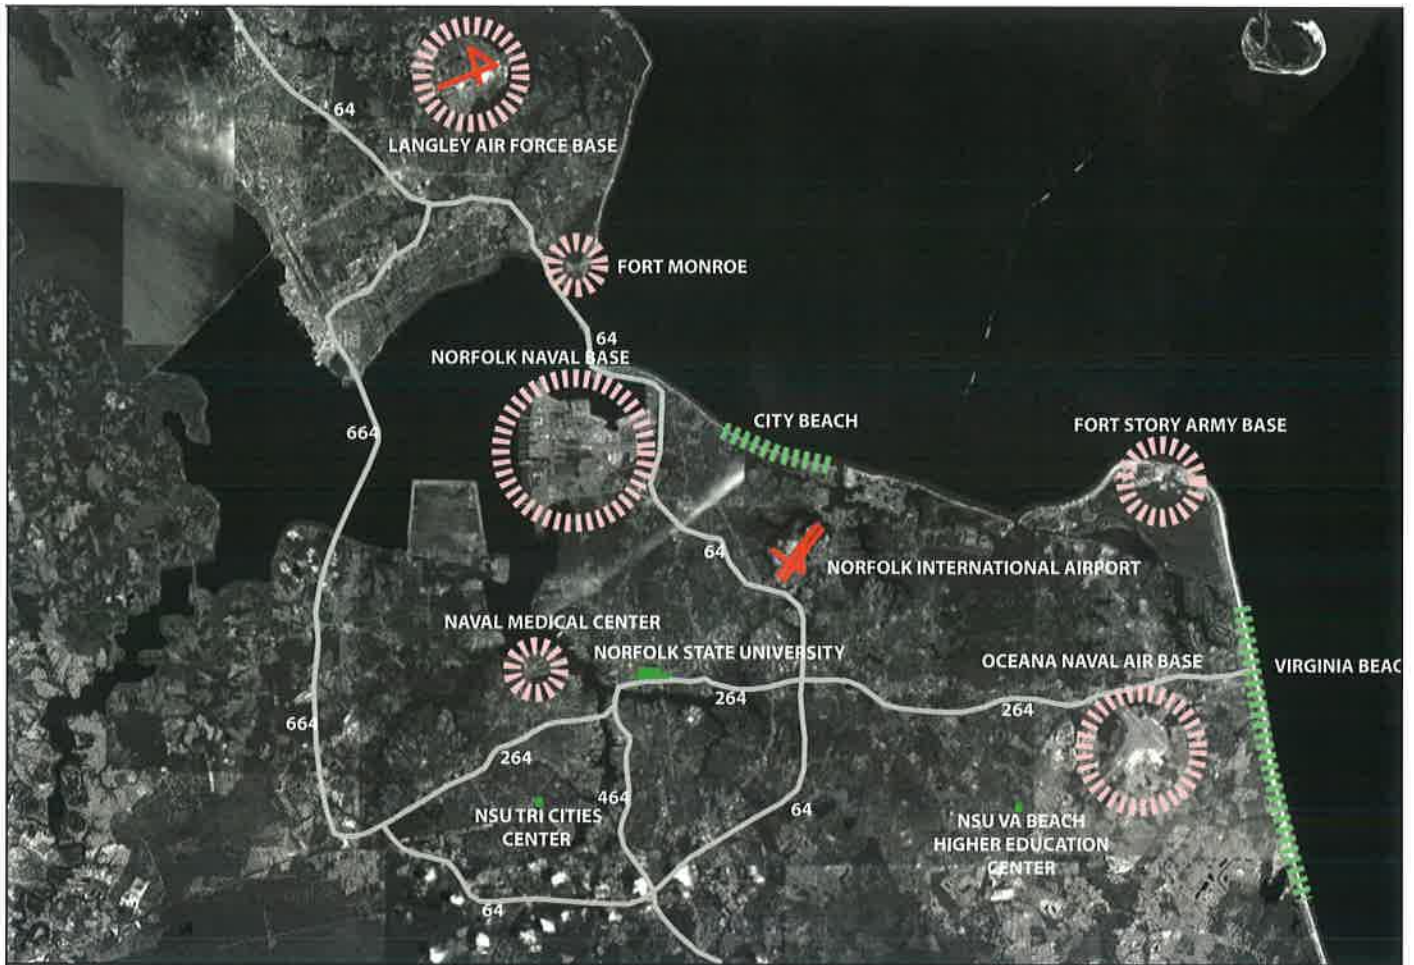 64
LANGLEY AIR FORCE BASE
FORT MONROE
64
NORFOLK NAVAL BASE
CITY BEACH
FORT STORY ARMY BASE
664
64
NORFOLK INTERNATIONAL AIRPORT
NAVAL MEDICAL CENTER
NORFOLK STATE UNIVERSITY
OCEANA NAVAL AIR BASE
VIRGINIA BEAC
264
264
664
264
464
64
NSU TRI CITIES
CENTER
NSU VA BEACH
HIGHER EDUCATION
CENTER
64